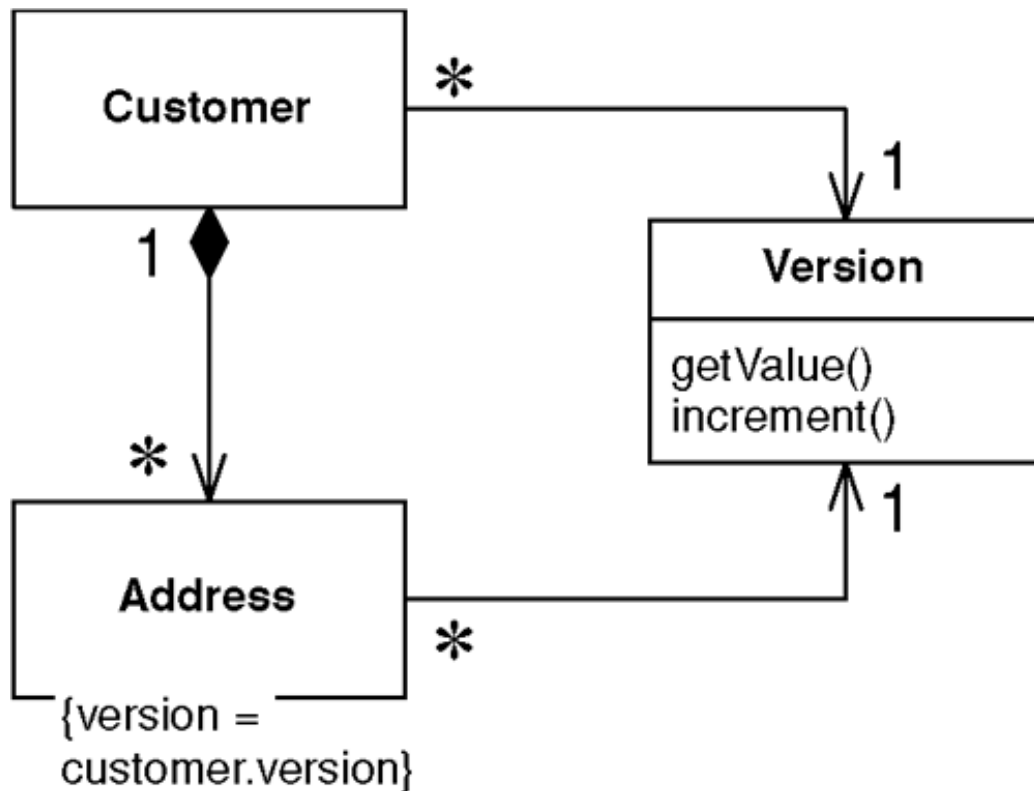 Customer
*
1
1
Version
getValue()
increment()
*
1
Address
*
{version =
customer.version}